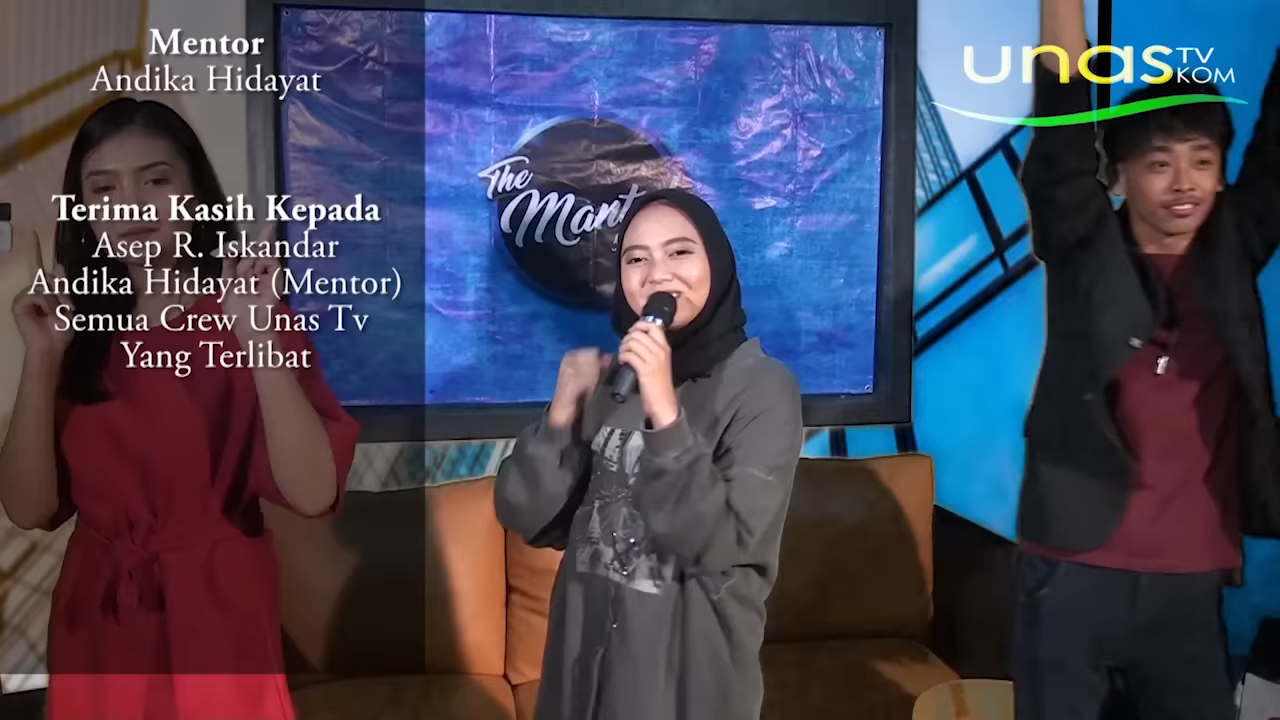 Mentor
Andika Hidayat
Terima Kasih Kepada
Asep R. Iskandar
Andika Hidayat (Mentor)
Semua Crew Unas Tv
Yang Terlibat
unas TV KOM
The